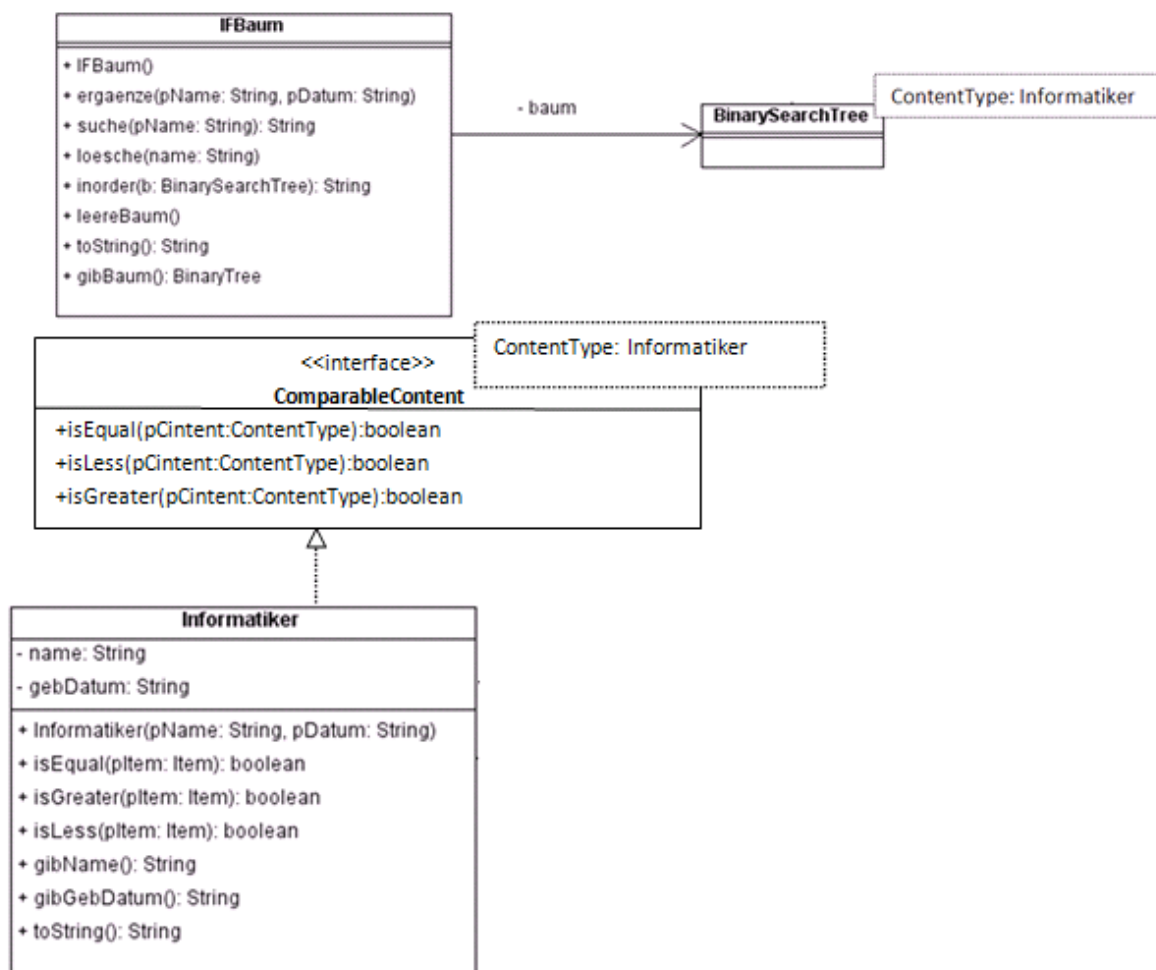 IFBaum
+ IFBaum()
+ ergaenze(pName: String, pDatum: String)
+ suche(pName: String): String
+ loesche(name: String)
+ inorder(b: BinarySearchTree): String
+ leereBaum()
+ toString(): String
+ gibBaum(): BinaryTree
- baum
BinarySearchTree
ContentType: Informatiker
ContentType: Informatiker
<<interface>>
ComparableContent
+isEqual(pCintent:ContentType):boolean
+isLess(pCintent:ContentType):boolean
+isGreater(pCintent:ContentType):boolean
Informatiker
- name: String
- gebDatum: String
+ Informatiker(pName: String, pDatum: String)
+ isEqual(pItem: Item): boolean
+ isGreater(pItem: Item): boolean
+ isLess(pItem: Item): boolean
+ gibName(): String
+ gibGebDatum(): String
+ toString(): String